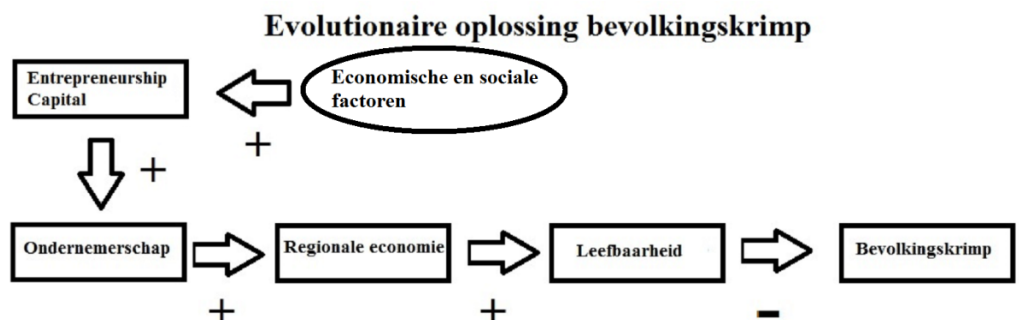 Evolutionaire oplossing bevolkingskrimp
Entrepreneurship
Capital
Economische en sociale
factoren
+
+
Ondernemerschap
Regionale economie
Leefbaarheid
Bevolkingskrimp
+
+
-